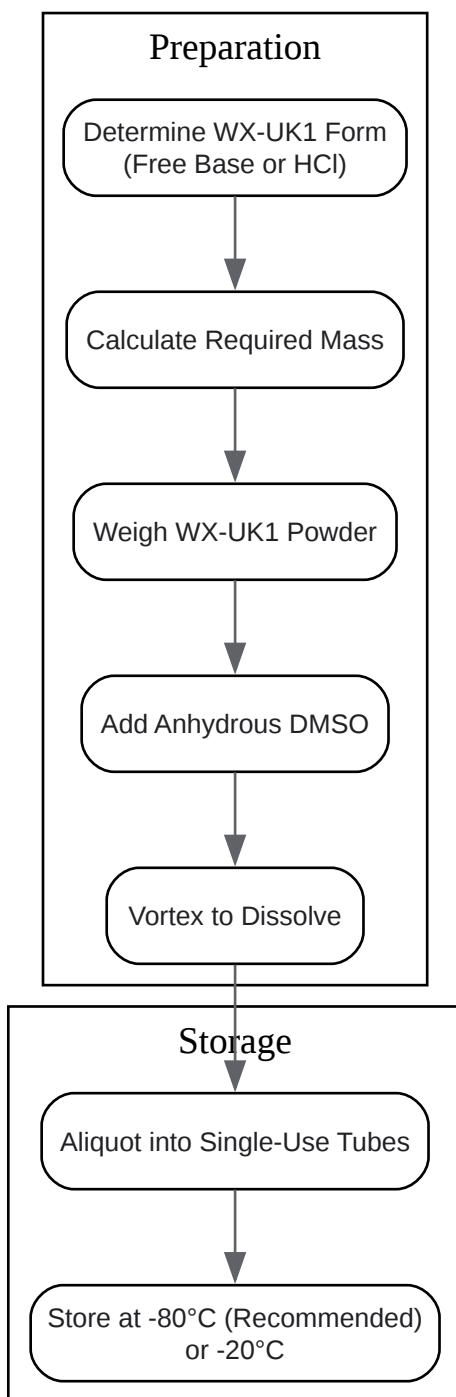 Preparation
Determine WX-UK1 Form
(Free Base or HCl)
Calculate Required Mass
Weigh WX-UK1 Powder
Add Anhydrous DMSO
Vortex to Dissolve
Storage
Aliquot into Single-Use Tubes
Store at -80°C (Recommended)
or -20°C